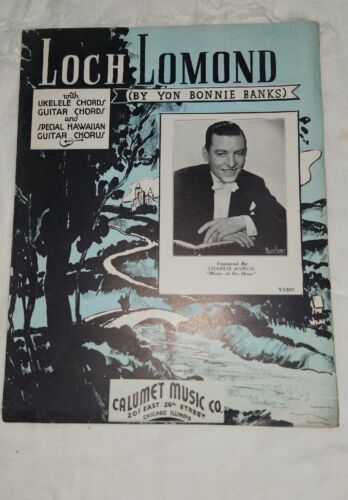 LOCH LOMOND
(BY YON BONNIE BANKS)
with
UKELELE CHORDS
GUITAR CHORDS
and
SPECIAL HAWAIIAN
GUITAR CHORUS
Featured By
CHARLIE AGNEW
"Music of the Hour"
V1307
CALUMET MUSIC CO.
201 EAST 26th STREET
CHICAGO ILLINOIS